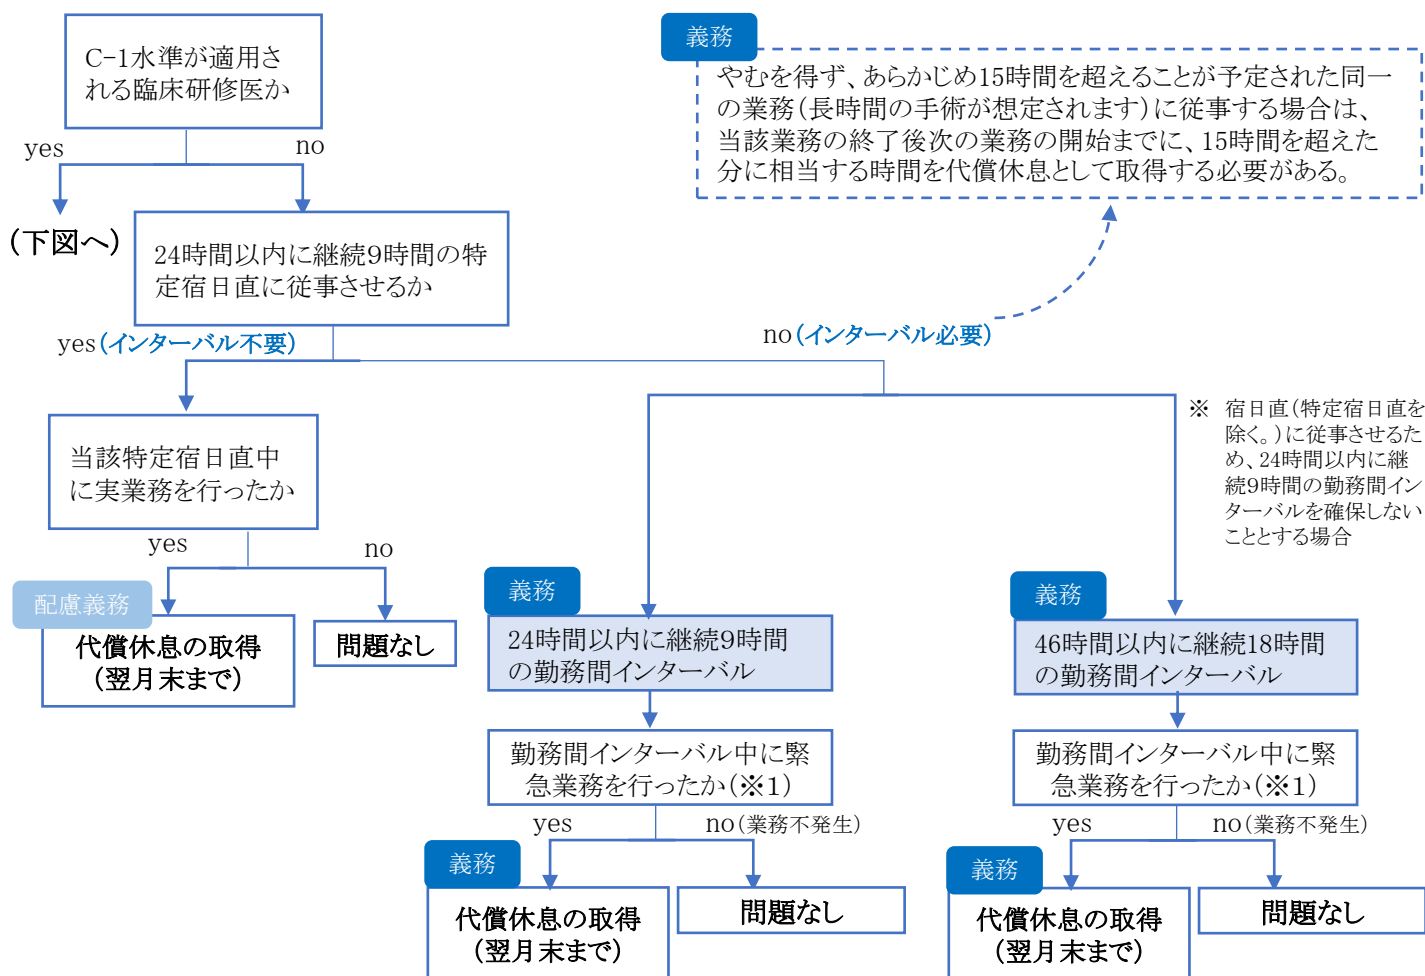 C-1水準が適用さ
れる臨床研修医か
yes
no
(下図へ)
義務
やむを得ず、あらかじめ15時間を超えることが予定された同一
の業務(長時間の手術が想定されます)に従事する場合は、
当該業務の終了後次の業務の開始までに、15時間を超えた
分に相当する時間を代償休息として取得する必要がある。
24時間以内に継続9時間の特
定宿日直に従事させるか
yes(インターバル不要)
no(インターバル必要)
当該特定宿日直中
に実業務を行ったか
※ 宿日直(特定宿日直を
除く。)に従事させるた
め、24時間以内に継
続9時間の勤務間イン
ターバルを確保しない
こととする場合
yes
no
配慮義務
代償休息の取得
(翌月末まで)
問題なし
義務
24時間以内に継続9時間
の勤務間インターバル
義務
46時間以内に継続18時間
の勤務間インターバル
勤務間インターバル中に緊
急業務を行ったか(※1)
勤務間インターバル中に緊
急業務を行ったか(※1)
yes
no(業務不発生)
yes
no(業務不発生)
義務
代償休息の取得
(翌月末まで)
問題なし
義務
代償休息の取得
(翌月末まで)
問題なし